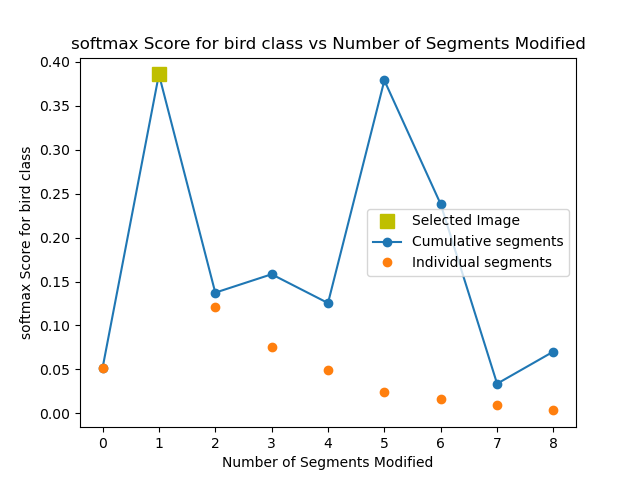 softmax Score for bird class vs Number of Segments Modified
softmax Score for bird class
0.40
0.35
0.30
0.25
0.20
0.15
0.10
0.05
0.00
Selected Image
Cumulative segments
Individual segments
0 1 2 3 4 5 6 7 8
Number of Segments Modified